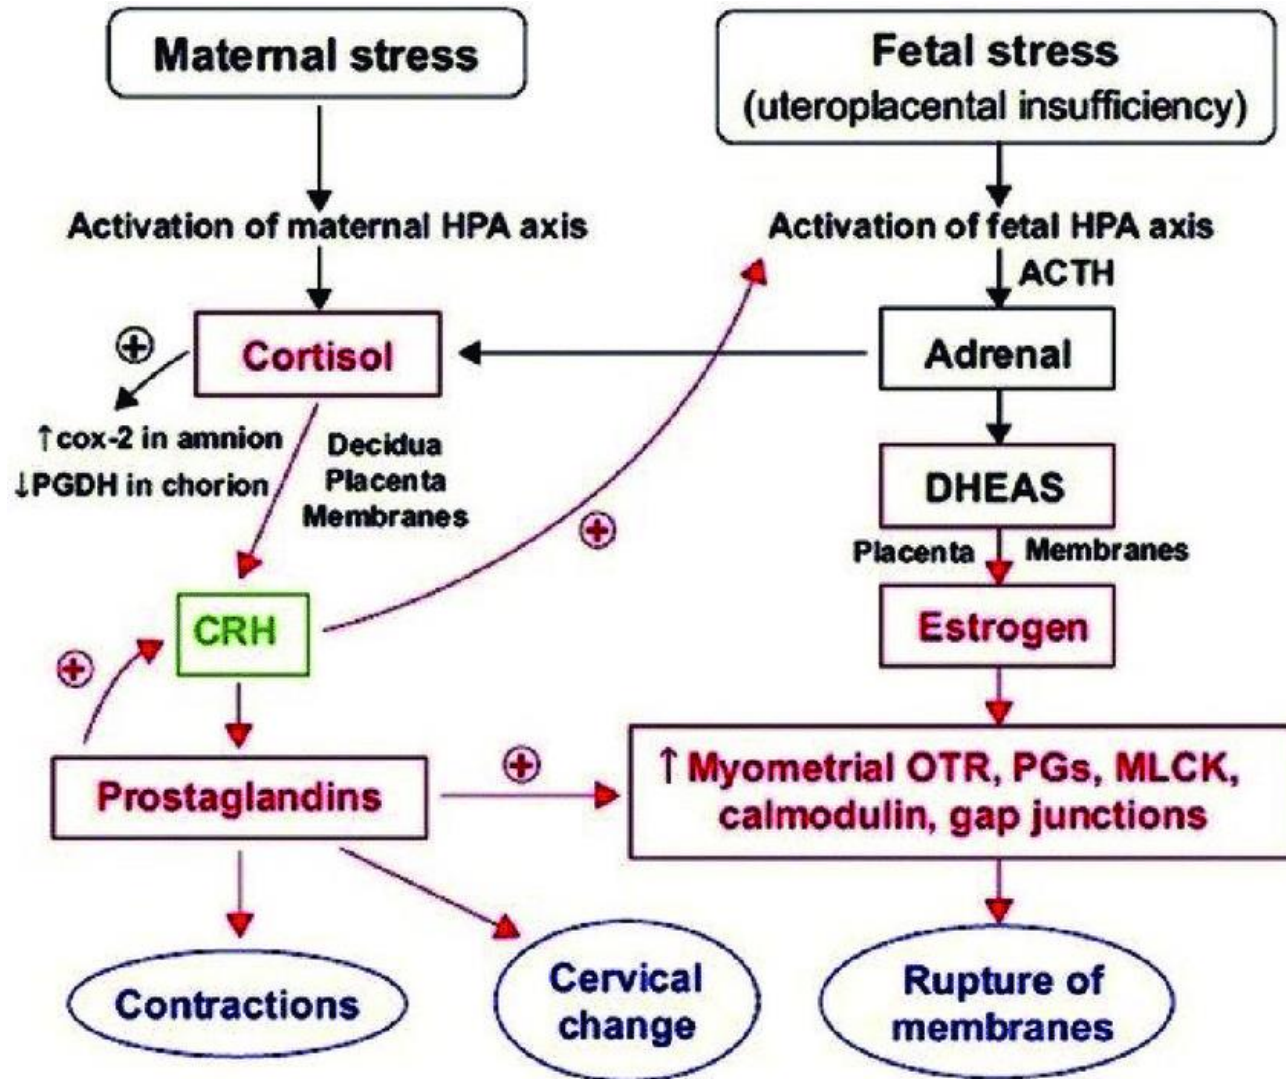 Maternal stress
Fetal stress
(uteroplacental insufficiency)
Activation of maternal HPA axis
Activation of fetal HPA axis
ACTH
+
Cortisol
Adrenal
↑cox-2 in amnion
↓PGDH in chorion
Decidua
Placenta
Membranes
DHEAS
+
Placenta
Membranes
CRH
Estrogen
+
+
Prostaglandins
↑Myometrial OTR, PGs, MLCK,
calmodulin, gap junctions
Contractions
Cervical
change
Rupture of
membranes